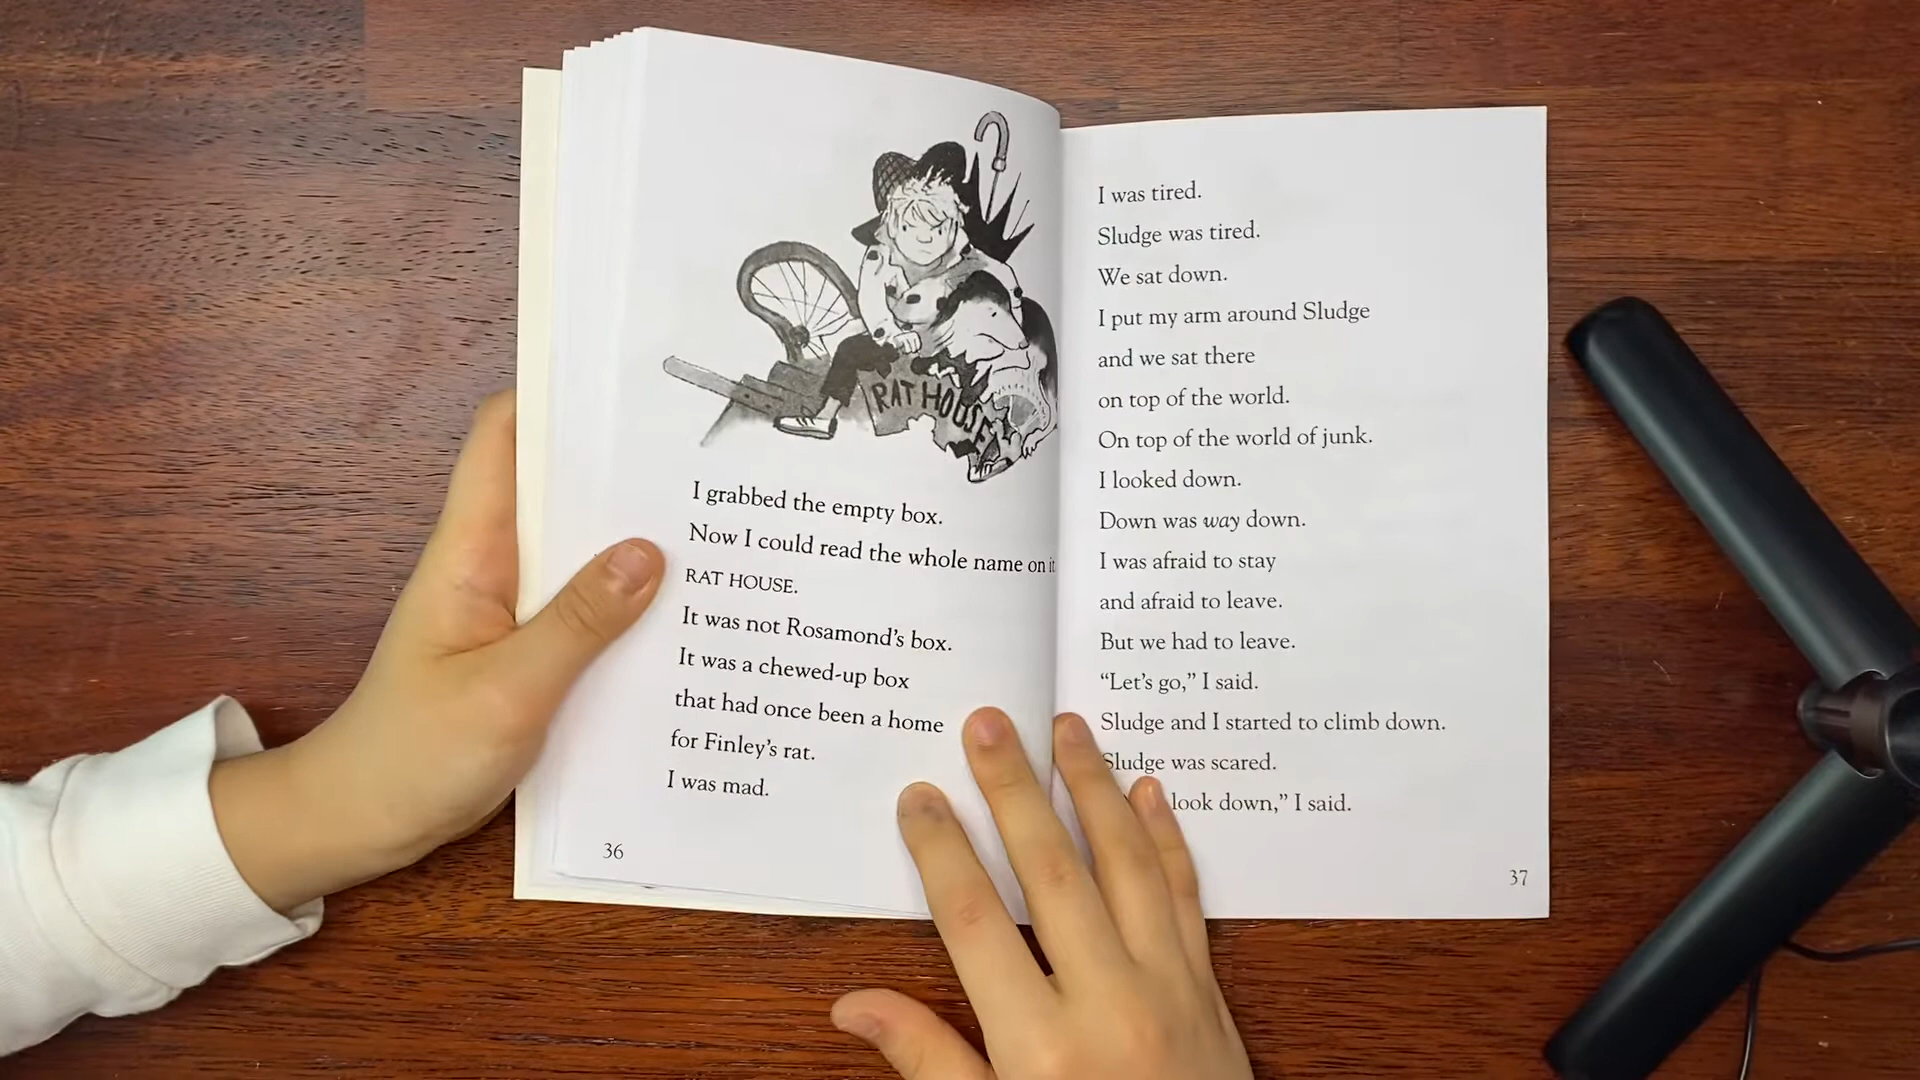 RAT HOUSE
I grabbed the empty box.
Now I could read the whole name on it
RAT HOUSE.
It was not Rosamond's box.
It was a chewed-up box
that had once been a home
for Finley's rat.
I was mad.
36
I was tired.
Sludge was tired.
We sat down.
I put my arm around Sludge
and we sat there
on top of the world.
On top of the world of junk.
I looked down.
Down was way down.
I was afraid to stay
and afraid to leave.
But we had to leave.
“Let's go,” I said.
Sludge and I started to climb down.
Sludge was scared.
look down,” I said.
37